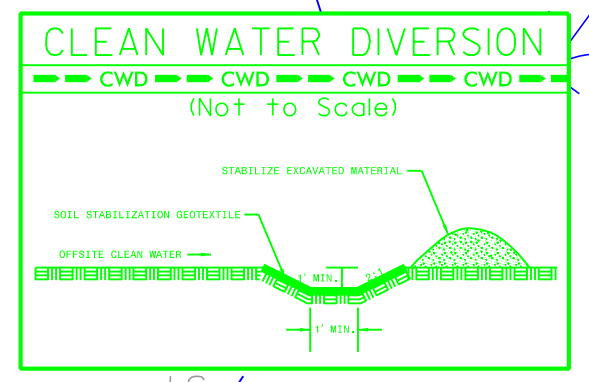 CLEAN WATER DIVERSION
CWD CWD CWD CWD
(Not to Scale)
STABILIZE EXCAVATED MATERIAL
SOIL STABILIZATION GEOTEXTILE
OFFSITE CLEAN WATER
1' MIN.
2:1
1' MIN.